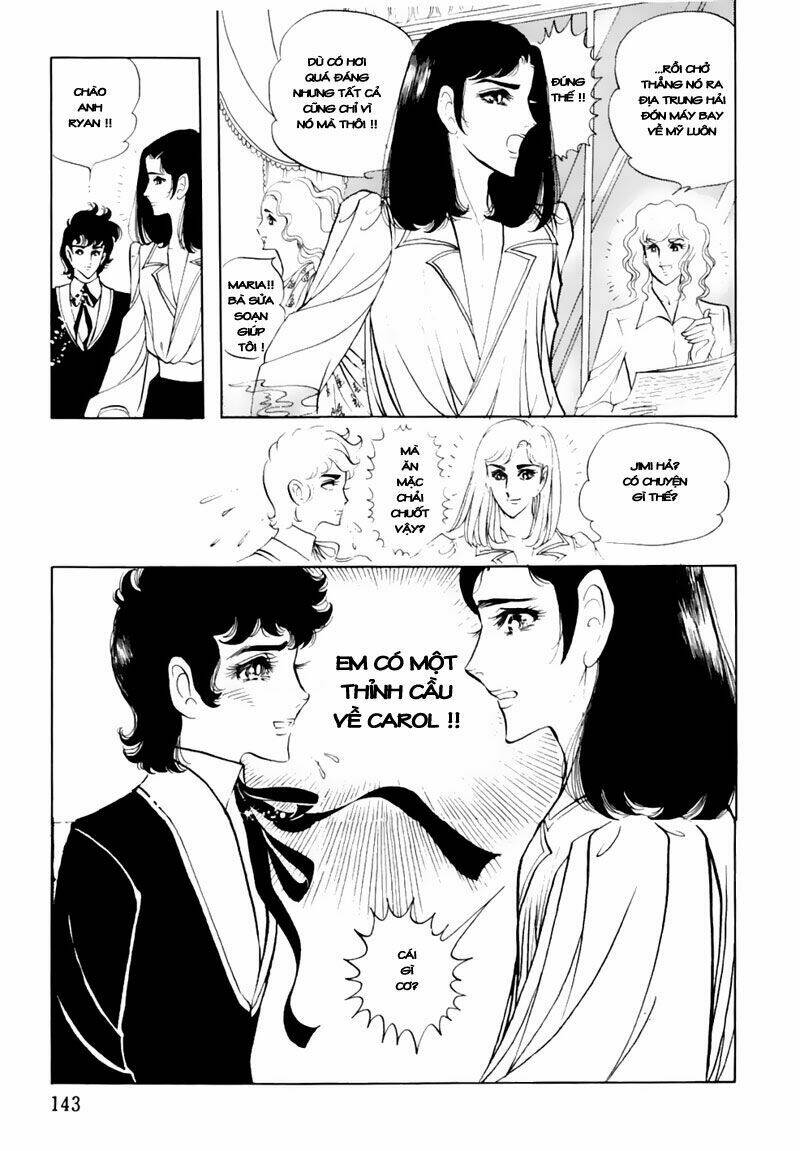 ...RỒI CHỞ
THẲNG NÓ RA
ĐỊA TRUNG HẢI
ĐÓN MÁY BAY
VỀ MỸ LUÔN
ĐÚNG
THẾ !!
DÙ CÓ HƠI
QUÁ ĐÁNG
NHƯNG TẤT CẢ
CŨNG CHỈ VÌ
NÓ MÀ THÔI !!
MARIA!!
BÀ SỬA
SOẠN
GIÚP
TÔI !
CHÀO
ANH
RYAN !!
JIMI HẢ?
CÓ CHUYỆN
GÌ THẾ?
MÀ
ĂN
MẶC
CHẢI
CHUỐT
VẬY?
EM CÓ MỘT
THỈNH CẦU
VỀ CAROL !!
CÁI
GÌ
CƠ?
143